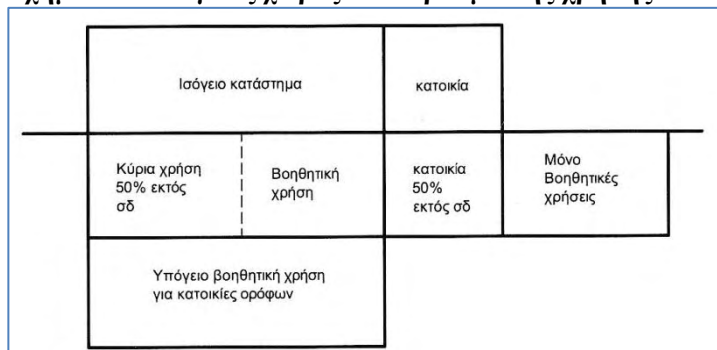 Ισόγειο κατάστημα
κατοικία
Κύρια χρήση
50% εκτός
σδ
Βοηθητική
χρήση
κατοικία
50%
εκτός σδ
Μόνο
Βοηθητικές
χρήσεις
Υπόγειο βοηθητική χρήση
για κατοικίες ορόφων